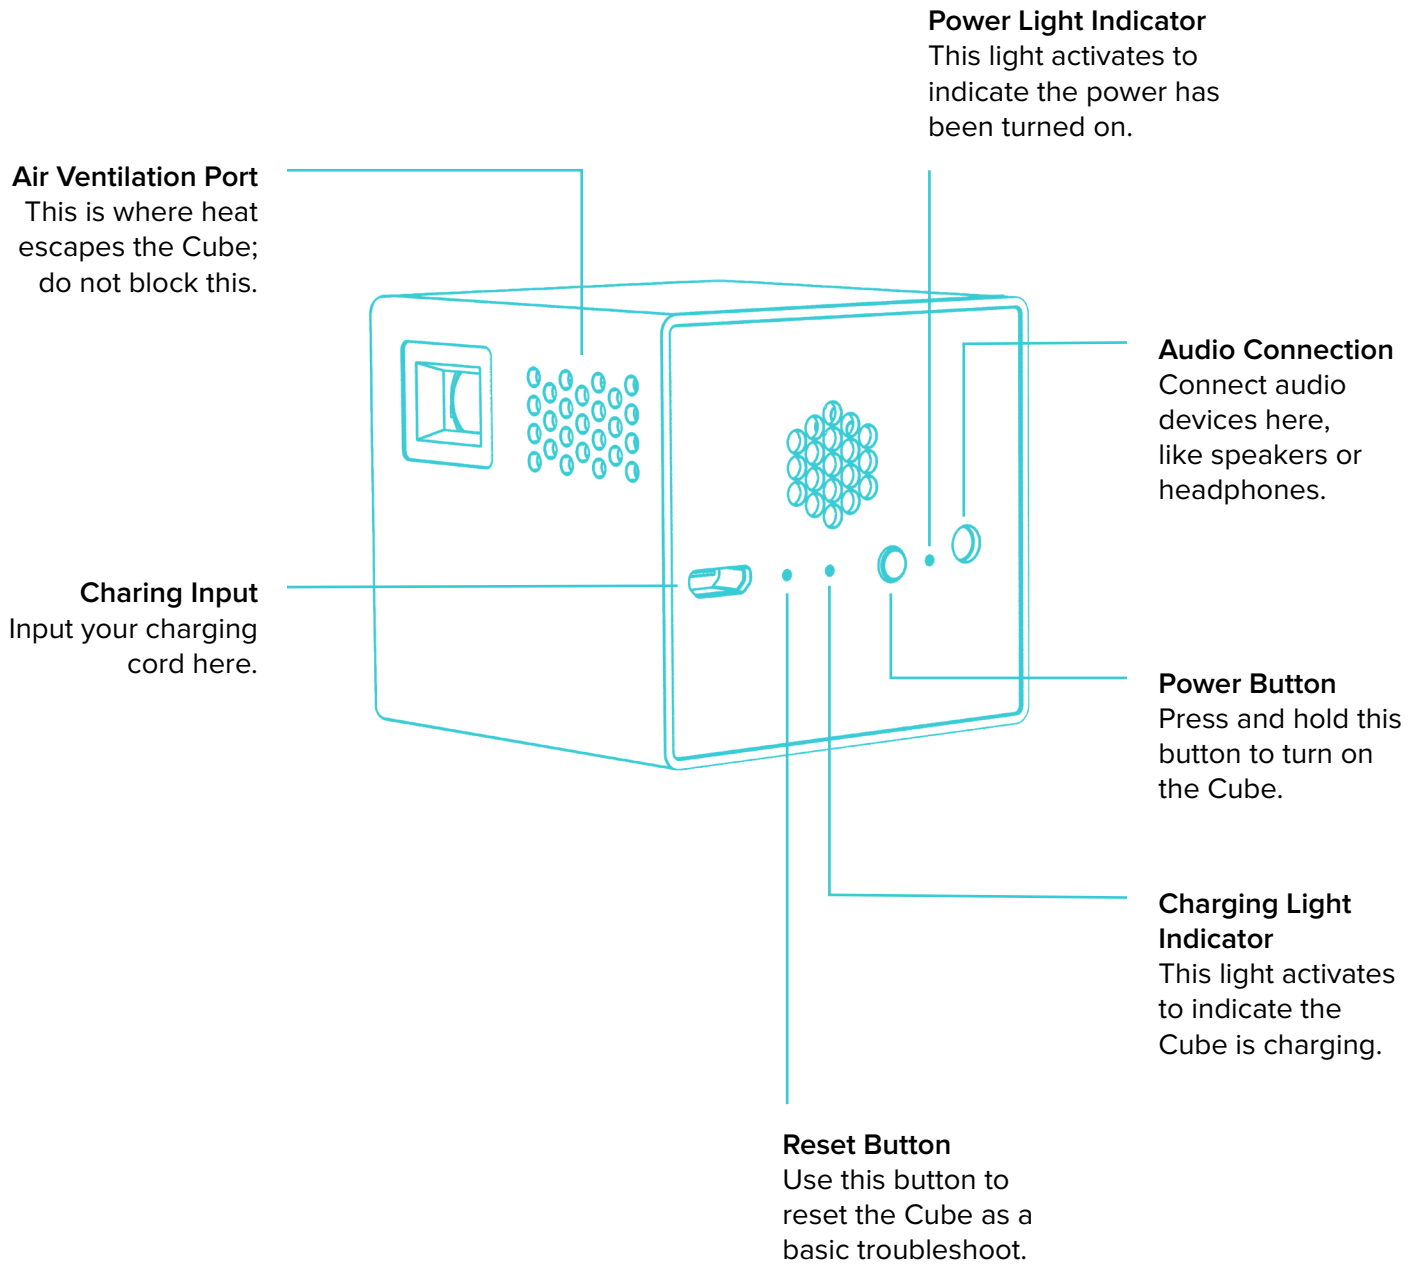 Power Light Indicator
This light activates to
indicate the power has
been turned on.
Air Ventilation Port
This is where heat
escapes the Cube;
do not block this.
Audio Connection
Connect audio
devices here,
like speakers or
headphones.
Charing Input
Input your charging
cord here.
Power Button
Press and hold this
button to turn on
the Cube.
Charging Light
Indicator
This light activates
to indicate the
Cube is charging.
Reset Button
Use this button to
reset the Cube as a
basic troubleshoot.